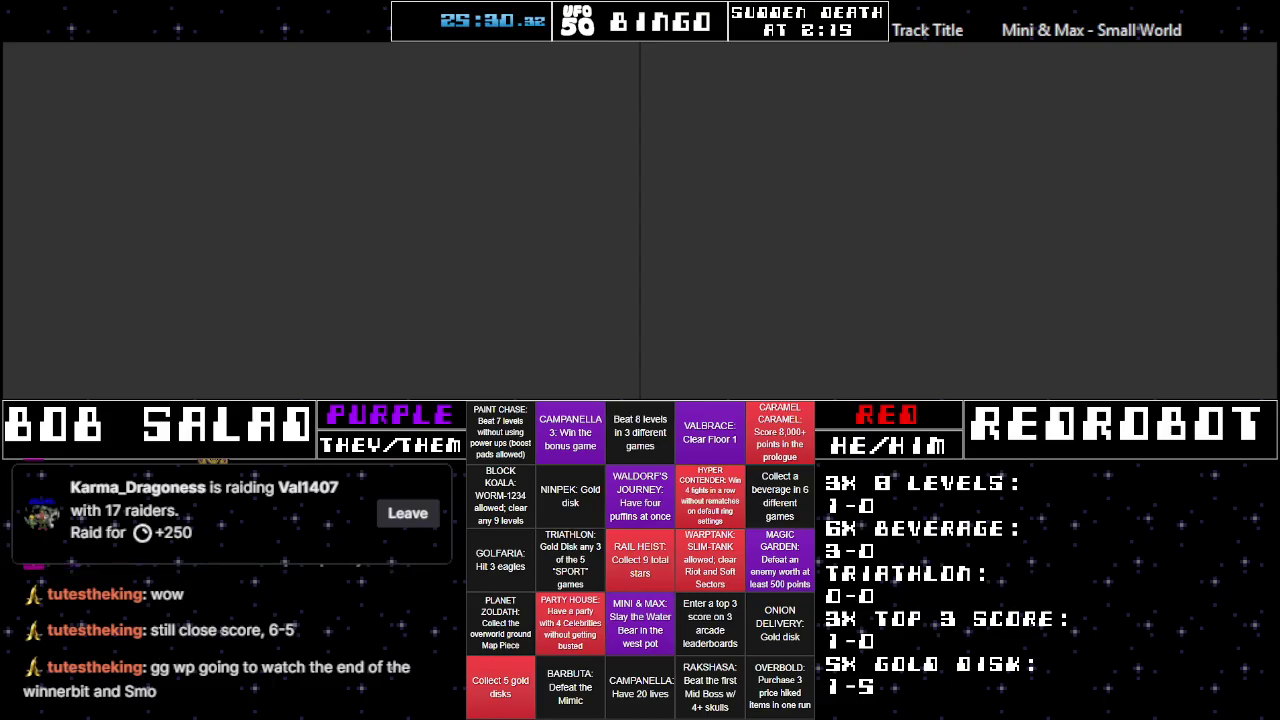 25:30.32
UFO 50 BINGO
SUDDEN DEATH
AT 2:15
Track Title
Mini & Max - Small World
BOB SALAD
PURPLE
THEY/THEM
RED
HE/HIM
REDROBOT
PAINT CHASE:
Beat 7 levels
without using
power ups (boost
pads allowed)
CAMPANELLA
3: Win the
bonus game
Beat 8 levels
in 3 different
games
VALBRACE:
Clear Floor 1
CARAMEL
CARAMEL:
Score 8,000+
points in the
prologue
BLOCK
KOALA:
WORM-1234
allowed; clear
any 9 levels
NINPEK: Gold
disk
WALDORF'S
JOURNEY:
Have four
puffins at once
HYPER
CONTENDER: Win
4 fights in a row
without rematches
on default ring
settings
Collect a
beverage in 6
different
games
GOLFARIA:
Hit 3 eagles
TRIATHLON:
Gold Disk any 3
of the 5
"SPORT"
games
RAIL HEIST:
Collect 9 total
stars
WARPTANK:
SLIM-TANK
allowed; clear
Riot and Soft
Sectors
MAGIC
GARDEN:
Defeat an
enemy worth at
least 500 points
PLANET
ZOLDATH:
Collect the
overworld ground
Map Piece
PARTY HOUSE:
Have a party
with 4 Celebrities
without getting
busted
MINI & MAX:
Slay the Water
Bear in the
west pot
Enter a top 3
score on 3
arcade
leaderboards
ONION
DELIVERY:
Gold disk
Collect 5 gold
disks
BARBUTA:
Defeat the
Mimic
CAMPANELLA:
Have 20 lives
RAKSHASA:
Beat the first
Mid Boss w/
4+ skulls
OVERBOLD:
Purchase 3
price hiked
items in one run
3X 8 LEVELS:
1-0
6X BEVERAGE:
3-0
TRIATHLON:
0-0
3X TOP 3 SCORE:
1-0
5X GOLD DISK:
1-5
Karma_Dragoness is raiding Val1407
with 17 raiders.
Raid for +250
Leave
tutestheking: wow
tutestheking: still close score, 6-5
tutestheking: gg wp going to watch the end of the
winnerbit and Smo